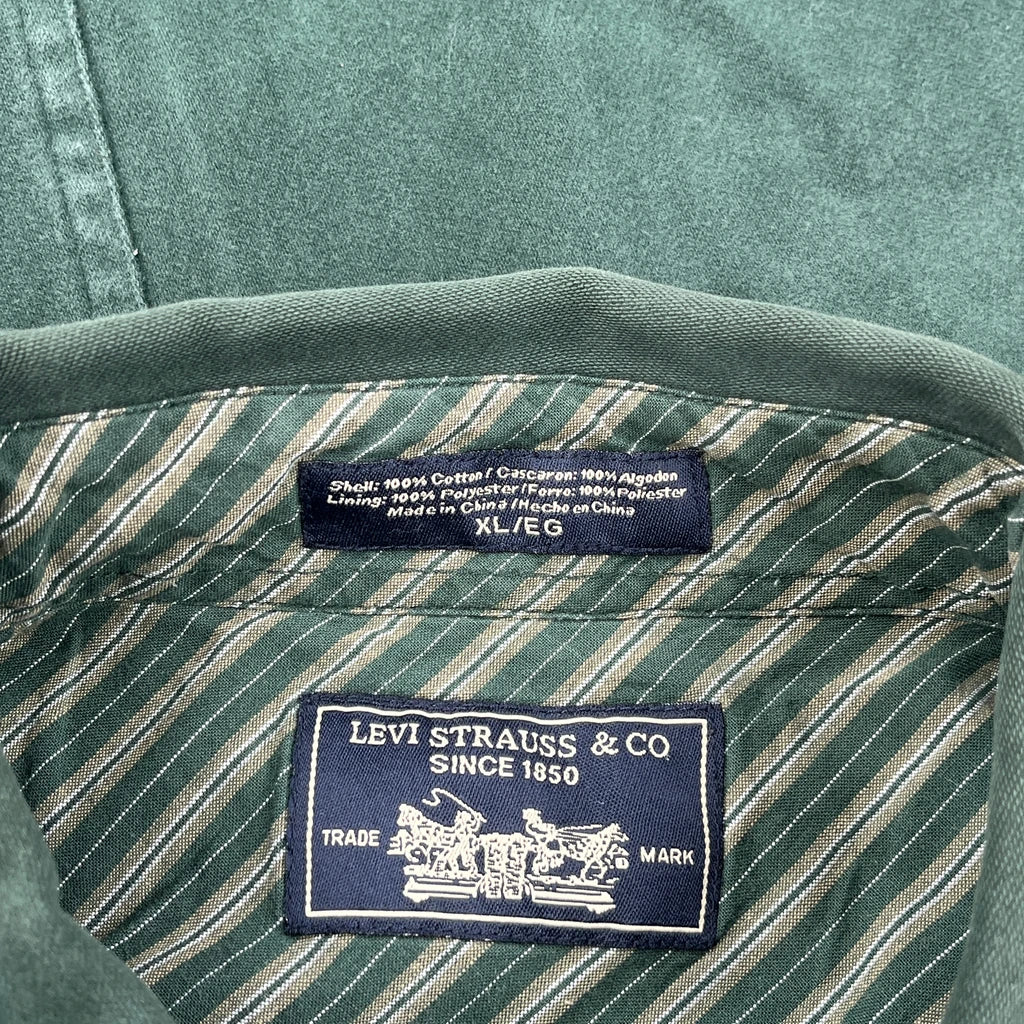 Shell: 100% Cotton / Cascaron: 100% Algodon
Lining: 100% Polyester / Forro: 100% Poliester
Made in China / Hecho en China
XL/EG
LEVI STRAUSS & CO
SINCE 1850
TRADE MARK